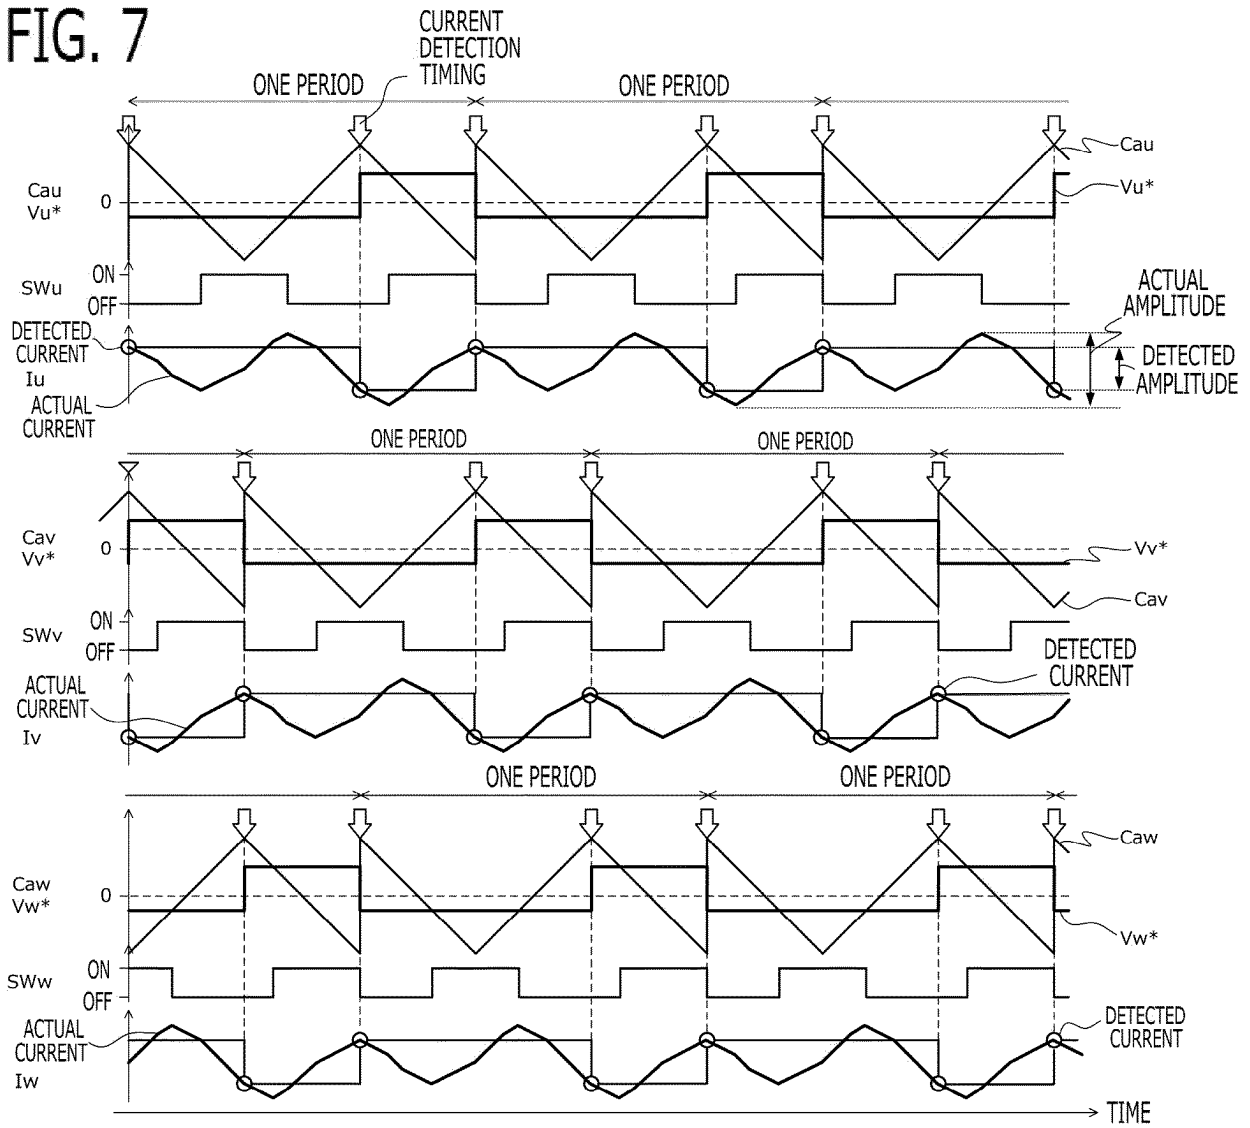 FIG. 7
CURRENT
DETECTION
TIMING
ONE PERIOD
ONE PERIOD
Cau
Vu*
Cau
Vu*
0
ON
SWu
OFF
ACTUAL
AMPLITUDE
DETECTED
CURRENT
Iu
ACTUAL
CURRENT
DETECTED
AMPLITUDE
ONE PERIOD
ONE PERIOD
Cav
Vv*
0
Vv*
Cav
ON
SWv
OFF
DETECTED
CURRENT
ACTUAL
CURRENT
Iv
ONE PERIOD
ONE PERIOD
Caw
Caw
Vw*
0
Vw*
ON
SWw
OFF
ACTUAL
CURRENT
Iw
DETECTED
CURRENT
TIME